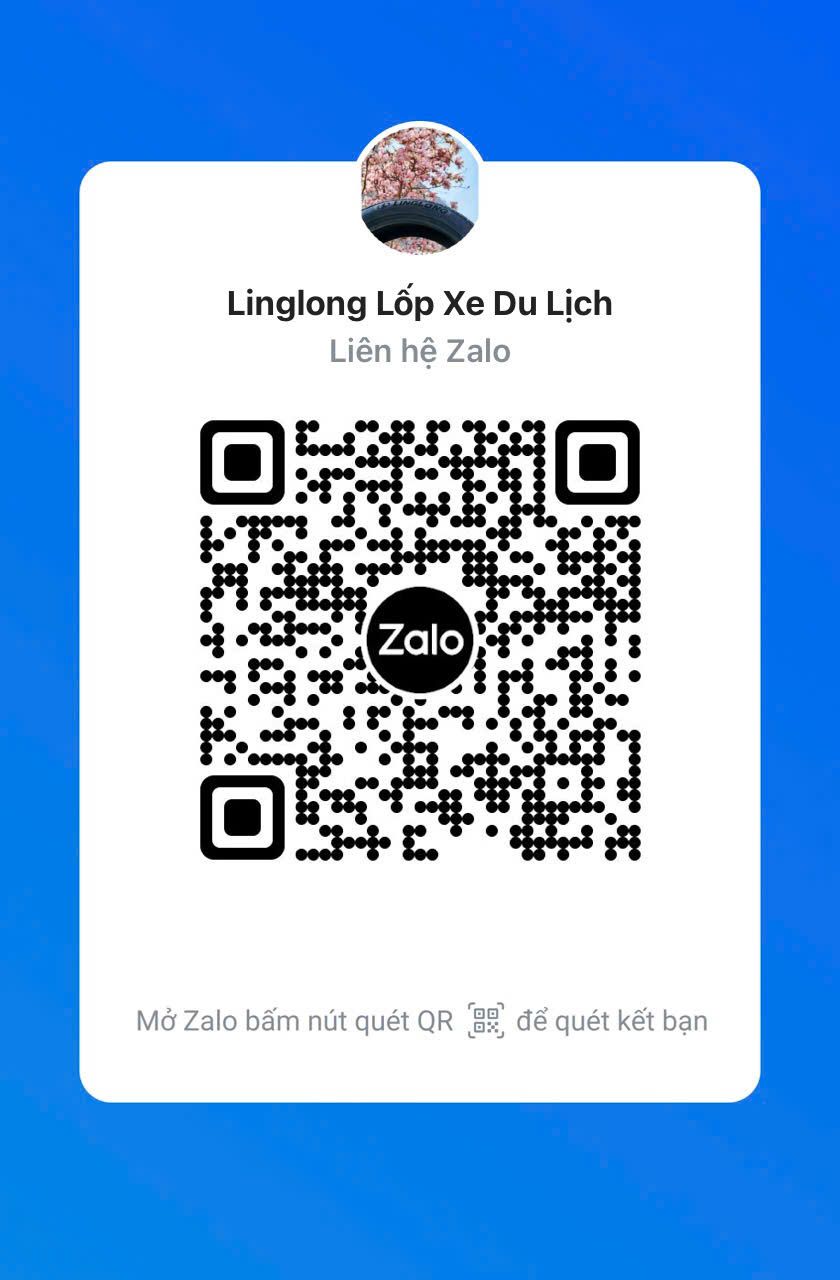 LINGLONG
Linglong Lốp Xe Du Lịch
Liên hệ Zalo
Zalo
Mở Zalo bấm nút quét QR để quét kết bạn